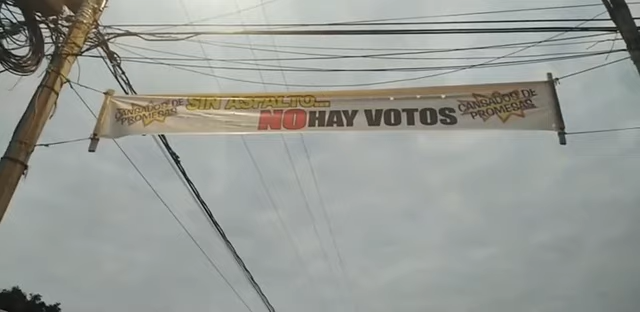 CANSADOS DE
PROMESAS
SIN ASFALTO...
NO HAY VOTOS
CANSADOS DE
PROMESAS